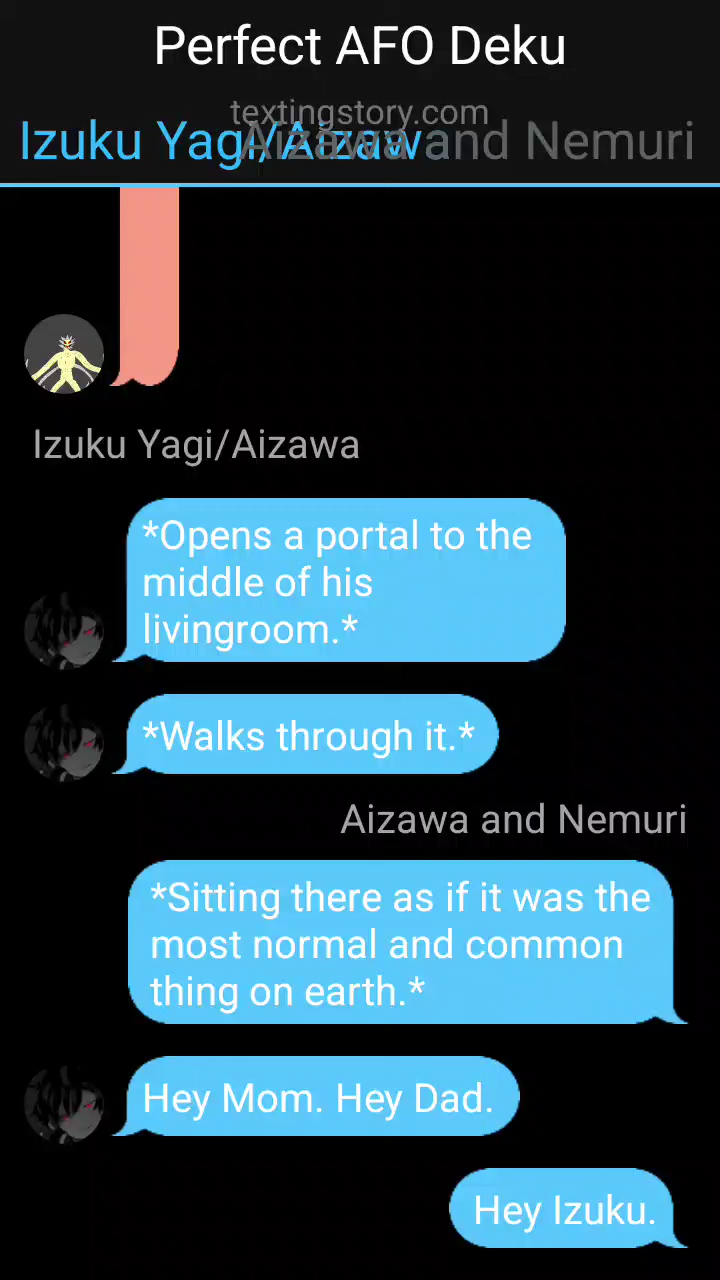 Perfect AFO Deku
textingstory.com
Izuku Yagi/Aizaw
Aizawa and Nemuri
Izuku Yagi/Aizawa
*Opens a portal to the
middle of his
livingroom.*
*Walks through it.*
Aizawa and Nemuri
*Sitting there as if it was the
most normal and common
thing on earth.*
Hey Mom. Hey Dad.
Hey Izuku.